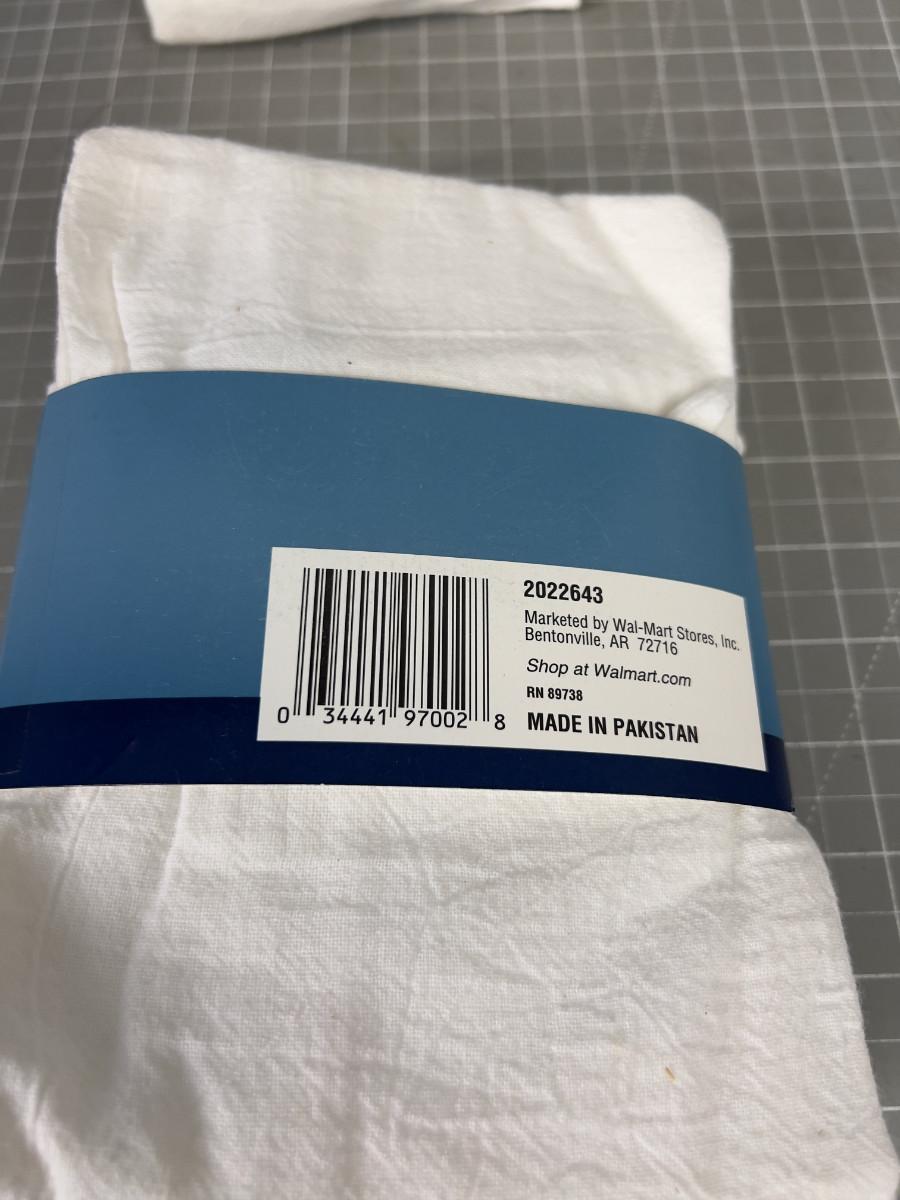 0 34441 97002 8
2022643
Marketed by Wal-Mart Stores, Inc.
Bentonville, AR 72716
Shop at Walmart.com
RN 89738
MADE IN PAKISTAN